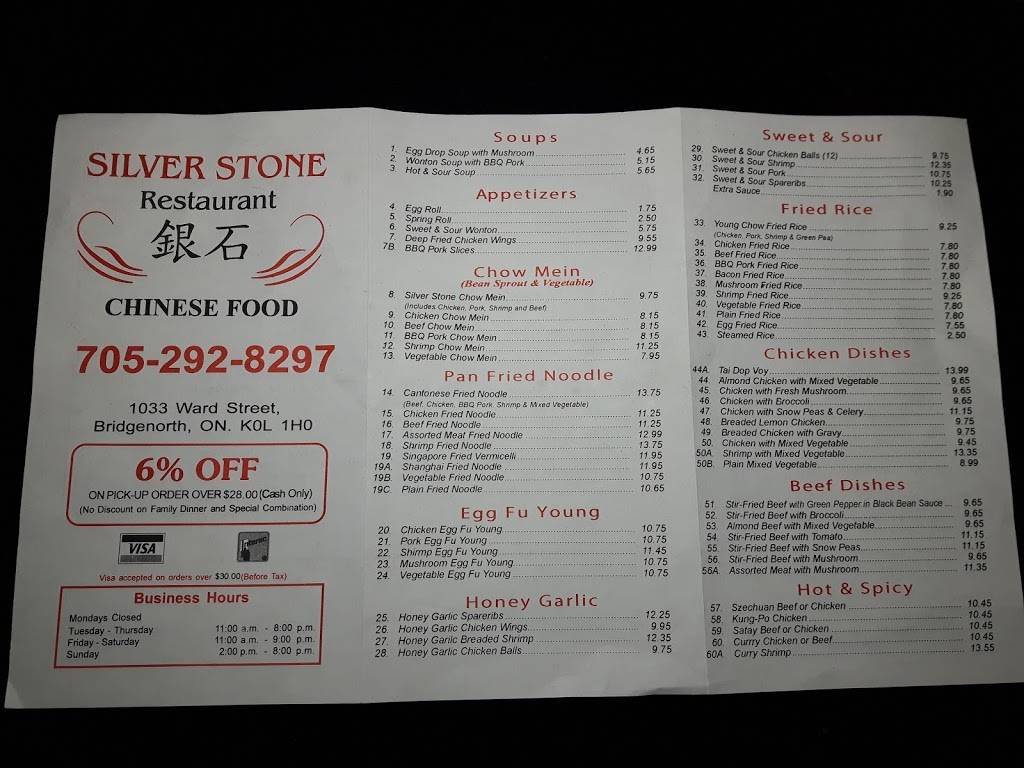 SILVER STONE
Restaurant
銀石
CHINESE FOOD
705-292-8297
1033 Ward Street,
Bridgenorth, ON. K0L 1H0
6% OFF
ON PICK-UP ORDER OVER $28.00 (Cash Only)
(No Discount on Family Dinner and Special Combination)
VISA
Interac
Visa accepted on orders over $30.00(Before Tax)
Business Hours
Mondays Closed
Tuesday - Thursday 11:00 a.m. - 8:00 p.m.
Friday - Saturday 11:00 a.m. - 9:00 p.m.
Sunday 2:00 p.m. - 8:00 p.m.
Soups
1. Egg Drop Soup with Mushroom 4.65
2. Wonton Soup with BBQ Pork 5.15
3. Hot & Sour Soup 5.65
Appetizers
4. Egg Roll 1.75
5. Spring Roll 2.50
6. Sweet & Sour Wonton 5.75
7. Deep Fried Chicken Wings 9.55
7B. BBQ Pork Slices 12.99
Chow Mein
(Bean Sprout & Vegetable)
8. Silver Stone Chow Mein 9.75
(Includes Chicken, Pork, Shrimp and Beef)
9. Chicken Chow Mein 8.15
10. Beef Chow Mein 8.15
11. BBQ Pork Chow Mein 8.15
12. Shrimp Chow Mein 11.25
13. Vegetable Chow Mein 7.95
Pan Fried Noodle
14. Cantonese Fried Noodle 13.75
(Beef, Chicken, BBQ Pork, Shrimp & Mixed Vegetable)
15. Chicken Fried Noodle 11.25
16. Beef Fried Noodle 11.25
17. Assorted Meat Fried Noodle 12.99
18. Shrimp Fried Noodle 13.75
19. Singapore Fried Vermicelli 11.95
19A. Shanghai Fried Noodle 11.95
19B. Vegetable Fried Noodle 10.75
19C. Plain Fried Noodle 10.65
Egg Fu Young
20. Chicken Egg Fu Young 10.75
21. Pork Egg Fu Young 10.75
22. Shirmp Egg Fu Young 11.45
23. Mushroom Egg Fu Young 10.75
24. Vegetable Egg Fu Young 10.75
Honey Garlic
25. Honey Garlic Spareribs 12.25
26. Honey Garlic Chicken Wings 9.95
27. Honey Garlic Breaded Shrimp 12.35
28. Honey Garlic Chicken Balls 9.75
Sweet & Sour
29. Sweet & Sour Chicken Balls (12) 9.75
30. Sweet & Sour Shrimp 12.35
31. Sweet & Sour Pork 10.75
32. Sweet & Sour Spareribs 10.25
Extra Sauce 1.90
Fried Rice
33. Young Chow Fried Rice 9.25
(Chicken, Pork, Shrimp & Green Pea)
34. Chicken Fried Rice 7.80
35. Beef Fried Rice 7.80
36. BBQ Pork Fried Rice 7.80
37. Bacon Fried Rice 7.80
38. Mushroom Fried Rice 7.80
39. Shrimp Fried Rice 9.25
40. Vegetable Fried Rice 7.80
41. Plain Fried Rice 7.80
42. Egg Fried Rice 7.55
43. Steamed Rice 2.50
Chicken Dishes
44A. Tai Dop Voy 13.99
44. Almond Chicken with Mixed Vegetable 9.65
45. Chicken with Fresh Mushroom 9.65
46. Chicken with Broccoli 9.65
47. Chicken with Snow Peas & Celery 11.15
48. Breaded Lemon Chicken 9.75
49. Breaded Chicken with Gravy 9.75
50. Chicken with Mixed Vegetable 9.45
50A. Shrimp with Mixed Vegetable 13.35
50B. Plain Mixed Vegetable 8.99
Beef Dishes
51. Stir-Fried Beef with Green Pepper in Black Bean Sauce 9.65
52. Stir-Fried Beef with Broccoli 9.65
53. Almond Beef with Mixed Vegetable 9.65
54. Stir-Fried Beef with Tomato 11.15
55. Stir-Fried Beef with Snow Peas 11.15
56. Stir-Fried Beef with Mushroom 9.65
56A. Assorted Meat with Mushroom 11.35
Hot & Spicy
57. Szechuan Beef or Chicken 10.45
58. Kung-Po Chicken 10.45
59. Satay Beef or Chicken 10.45
60. Curry Chicken or Beef 10.45
60A. Curry Shrimp 13.55